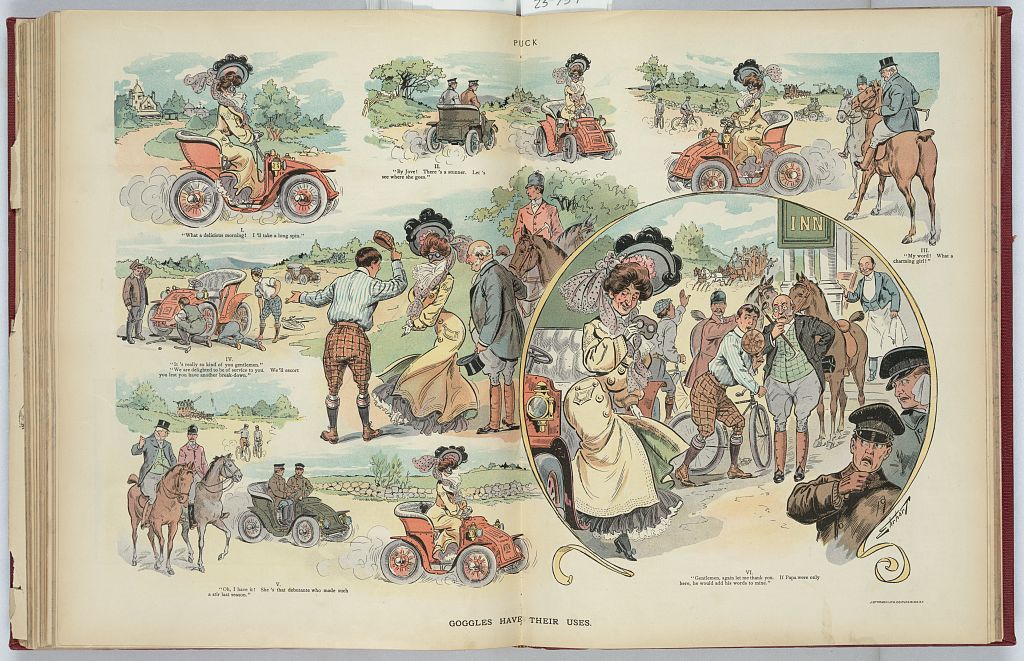 PUCK
I.
"What a delicious morning! I 'll take a long spin."
II.
"By Jove! There 's a stunner. Let 's
see where she goes."
III.
"My word! What a
charming girl!"
IV.
"It 's really so kind of you gentlemen."
"We are delighted to be of service to you. We 'll escort
you lest you have another break-down."
V.
"Oh, I have it! She 's that debutante who made such
a stir last season."
INN
VI.
"Gentlemen, again let me thank you. If Papa were only
here, he would add his words to mine."
GOGGLES HAVE THEIR USES.